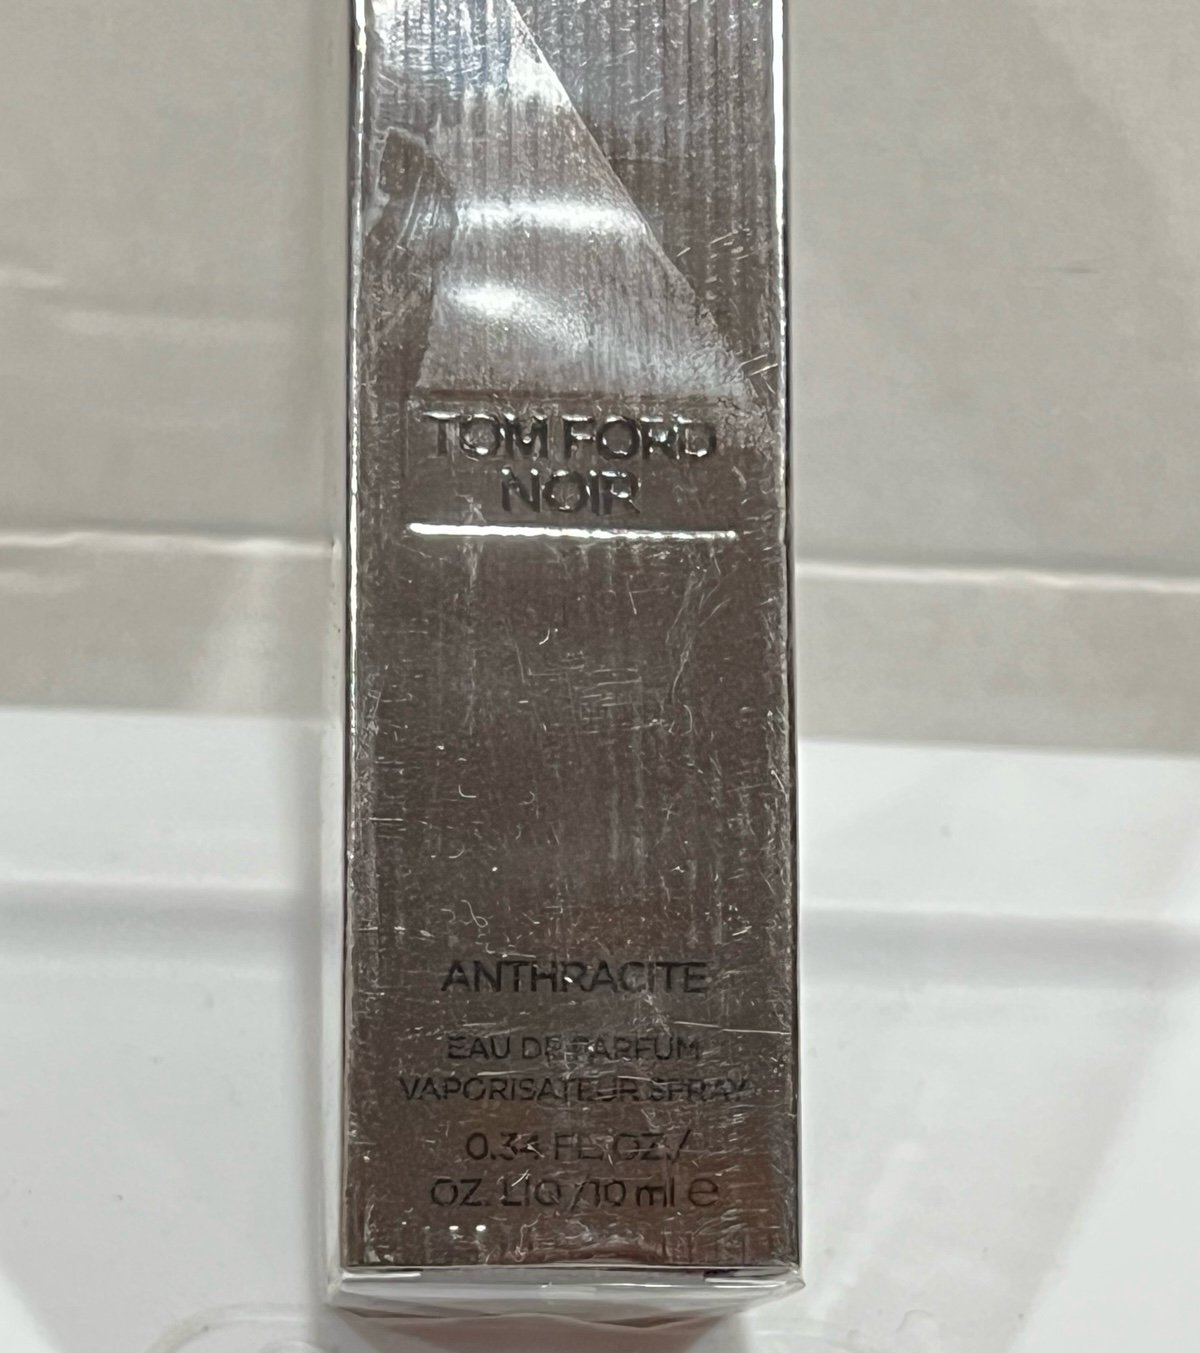 TOM FORD
NOIR
ANTHRACITE
EAU DE PARFUM
VAPORISATEUR SPRAY
0.34 FL. OZ./
OZ. LIQ /10 ml e